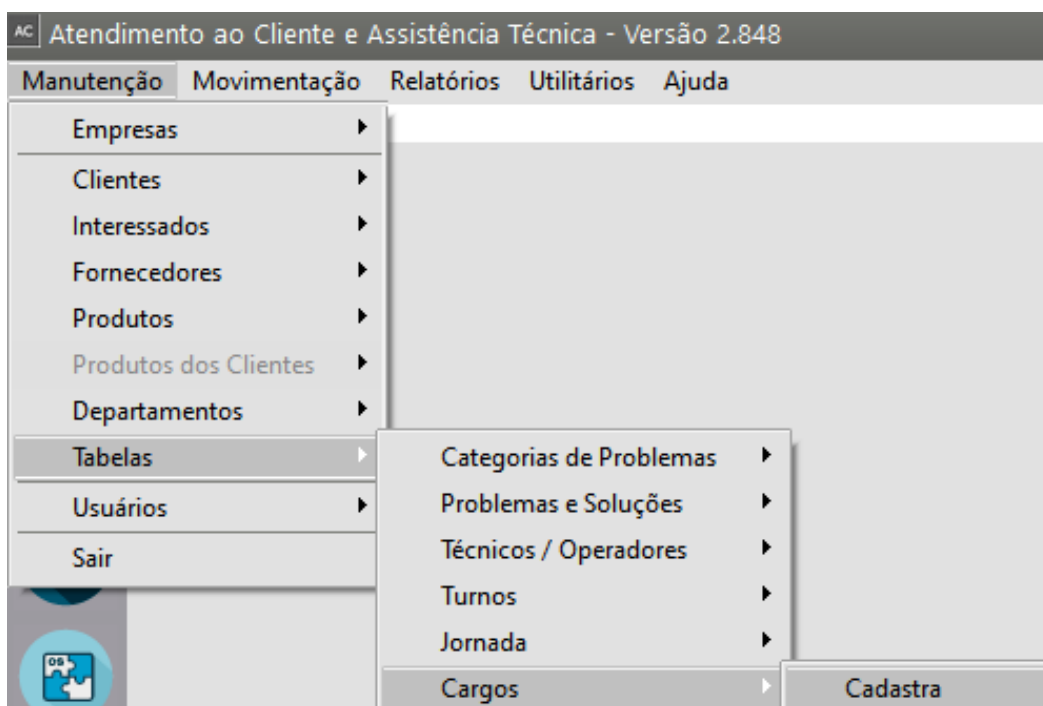 AC Atendimento ao Cliente e Assistência Técnica - Versão 2.848
Manutenção Movimentação Relatórios Utilitários Ajuda
Empresas
Clientes
Interessados
Fornecedores
Produtos
Produtos dos Clientes
Departamentos
Tabelas
Usuários
Sair
Categorias de Problemas
Problemas e Soluções
Técnicos / Operadores
Turnos
Jornada
Cargos
Cadastra
OS